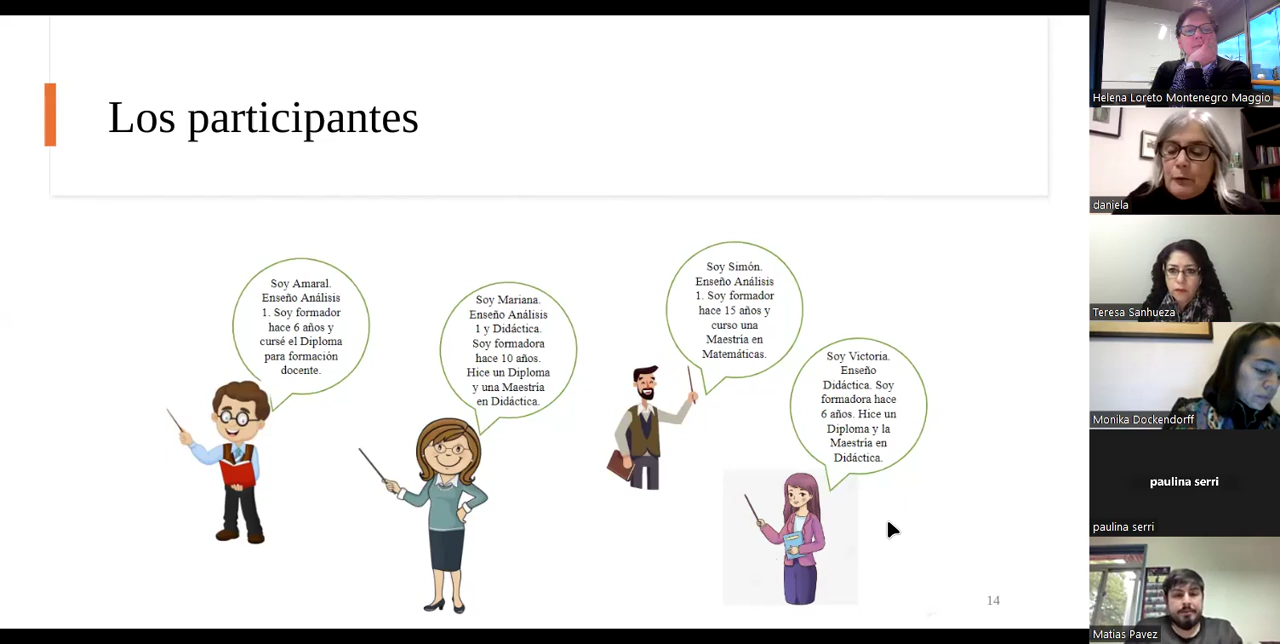 Los participantes
Soy Amaral.
Enseño Análisis
1. Soy formador
hace 6 años y
cursé el Diploma
para formación
docente.
Soy Mariana.
Enseño Análisis
1 y Didáctica.
Soy formadora
hace 10 años.
Hice un Diploma
y una Maestría
en Didáctica.
Soy Simón.
Enseño Análisis
1. Soy formador
hace 15 años y
curso una
Maestría en
Matemáticas.
Soy Victoria.
Enseño
Didáctica. Soy
formadora hace
6 años. Hice un
Diploma y la
Maestría en
Didáctica.
14
Helena Loreto Montenegro Maggio
daniela
Teresa Sanhueza
Monika Dockendorff
paulina serri
paulina serri
Matias Pavez